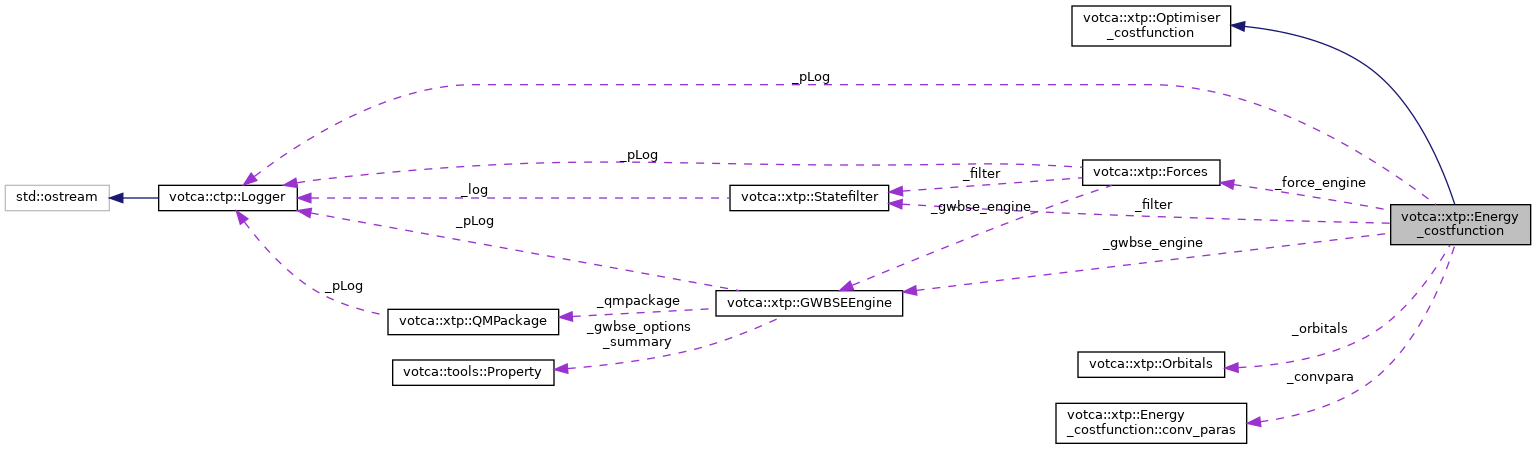 votca::xtp::Optimiser
_costfunction
_pLog
_pLog
votca::xtp::Forces
_filter
_force_engine
std::ostream
votca::ctp::Logger
_log
votca::xtp::Statefilter
_gwbse_engine
_filter
votca::xtp::Energy
_costfunction
_pLog
_gwbse_engine
_pLog
_qmpackage
votca::xtp::GWBSEEngine
votca::xtp::QMPackage
_gwbse_options
_summary
_orbitals
votca::tools::Property
votca::xtp::Orbitals
_convpara
votca::xtp::Energy
_costfunction::conv_paras